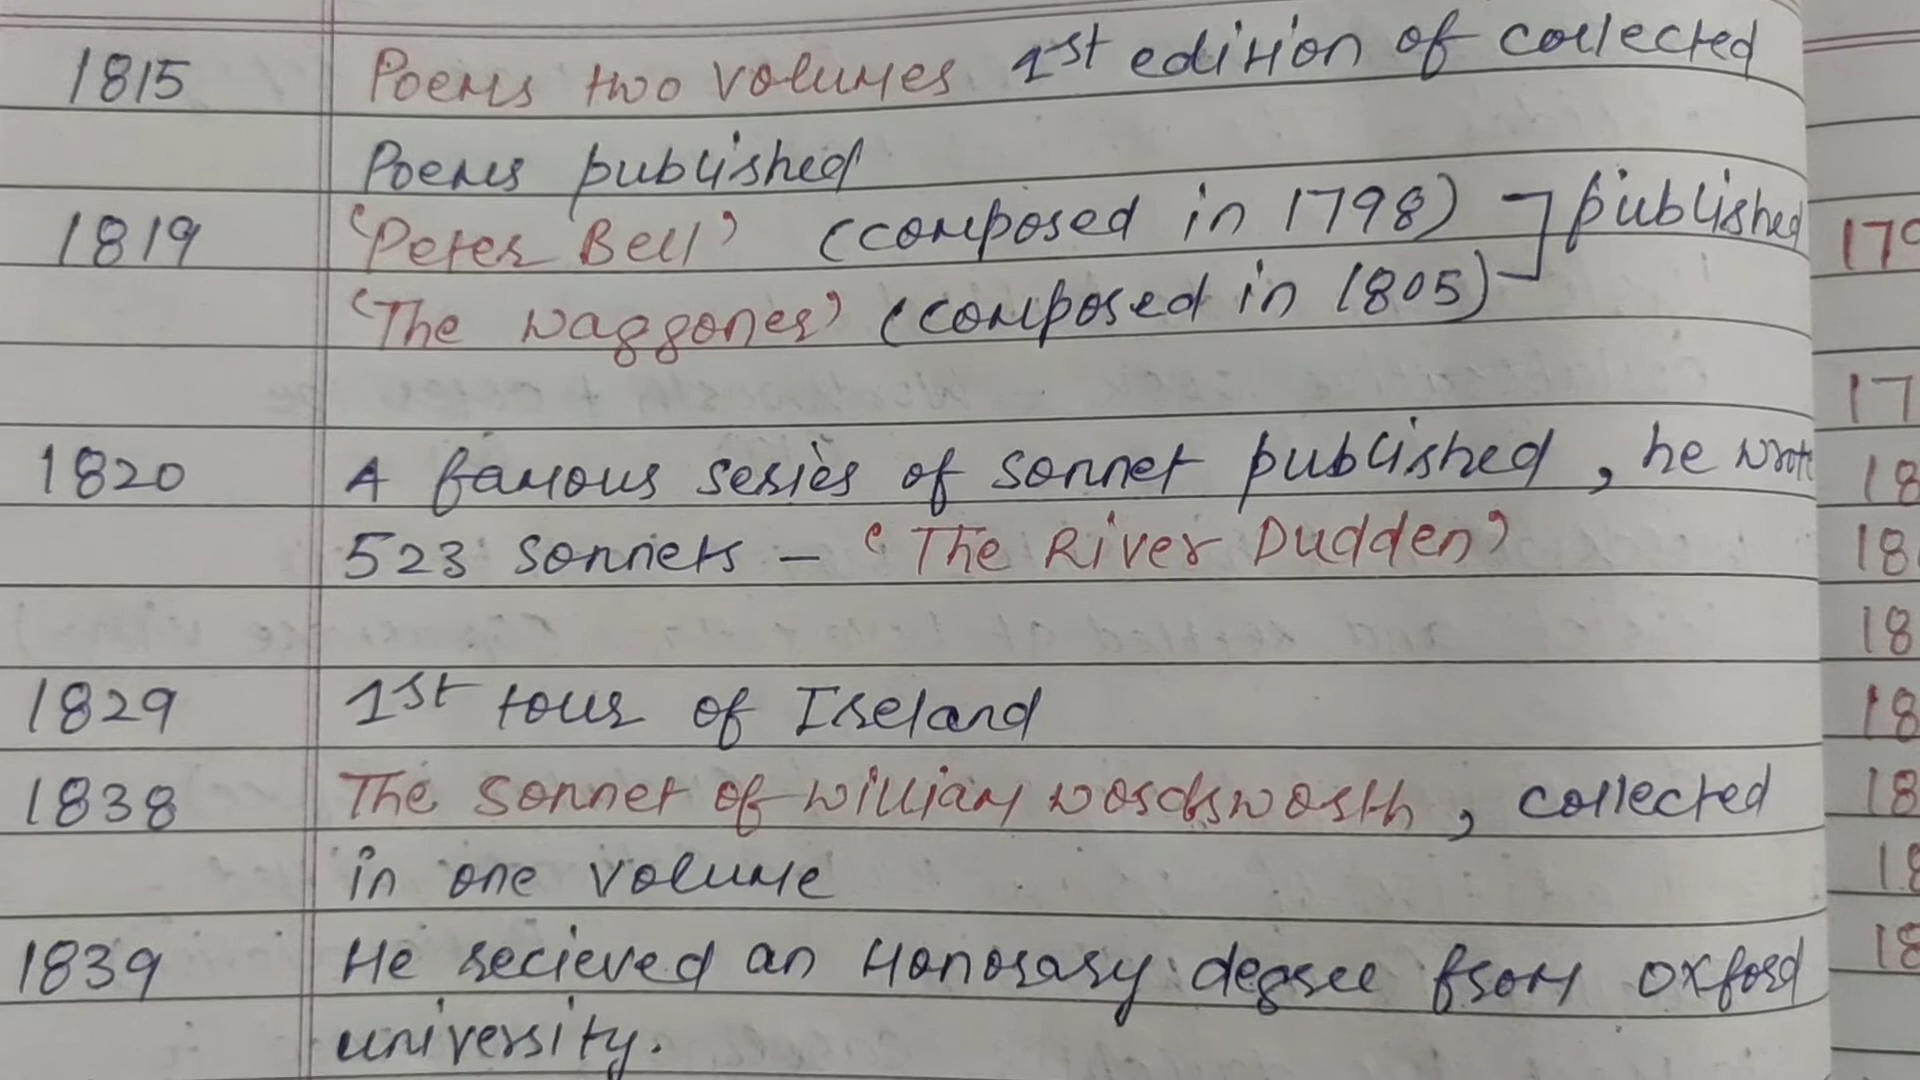 1815 Poems two volumes 1st edition of collected
Poems published
1819 'Peter Bell' (composed in 1798) ] published
'The Waggoner' (composed in 1805)
1820 A famous series of sonnet published, he wrote
523 sonnets - 'The River Dudden'
1829 1st tour of Ireland
1838 The Sonnet of William Wordsworth, collected
in one volume
1839 He recieved an Honorary degree from Oxford
university.